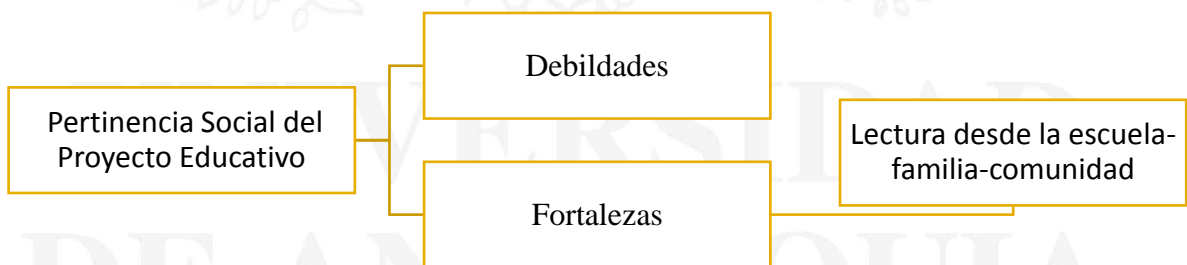 Debildades
Pertinencia Social del
Proyecto Educativo
Lectura desde la escuela-
familia-comunidad
Fortalezas